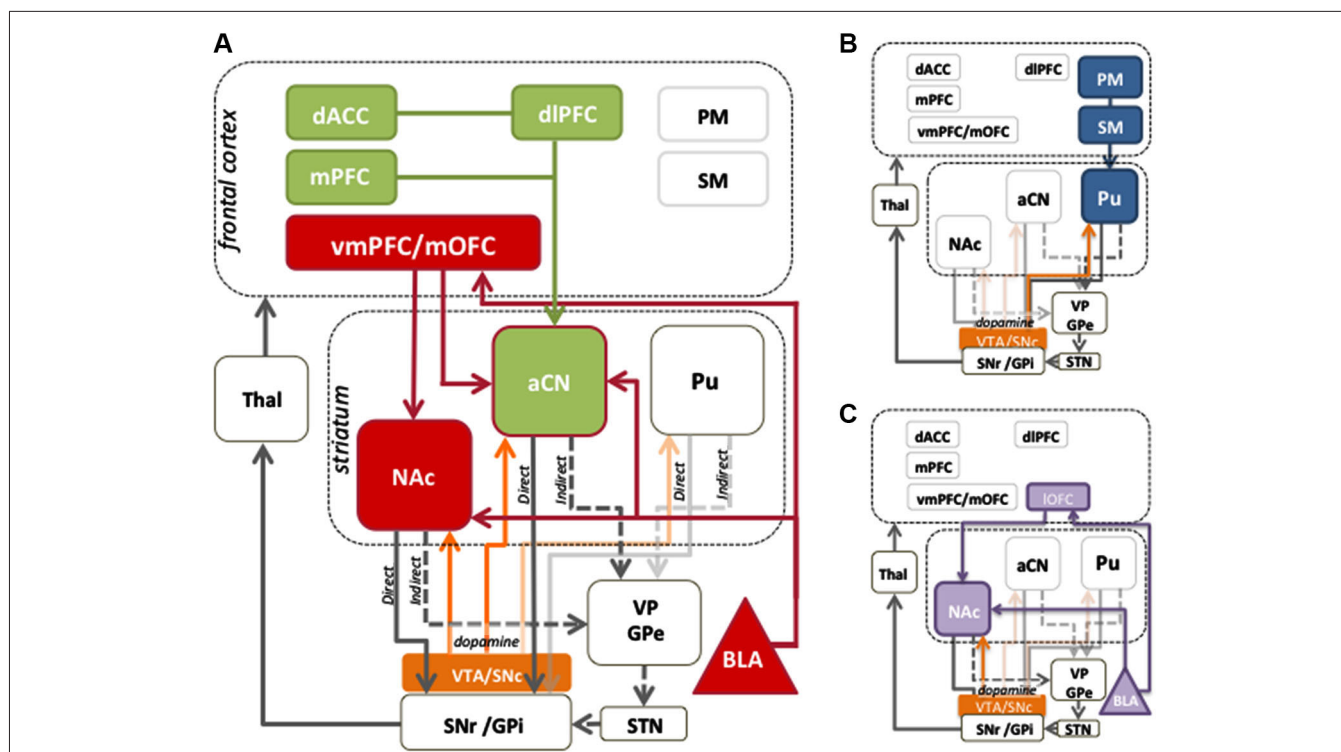 A
frontal cortex
dACC
dlPFC
PM
mPFC
SM
vmPFC/mOFC
striatum
Thal
aCN
Pu
NAc
Direct
Indirect
Direct
Indirect
Direct
Indirect
VP
GPe
BLA
dopamine
VTA/SNc
SNr /GPi
STN
B
dACC
dlPFC
PM
mPFC
SM
vmPFC/mOFC
Thal
aCN
Pu
NAc
VP
GPe
dopamine
VTA/SNc
SNr /GPi
STN
C
dACC
dlPFC
mPFC
vmPFC/mOFC
lOFC
Thal
aCN
Pu
NAc
VP
GPe
BLA
dopamine
VTA/SNc
SNr /GPi
STN